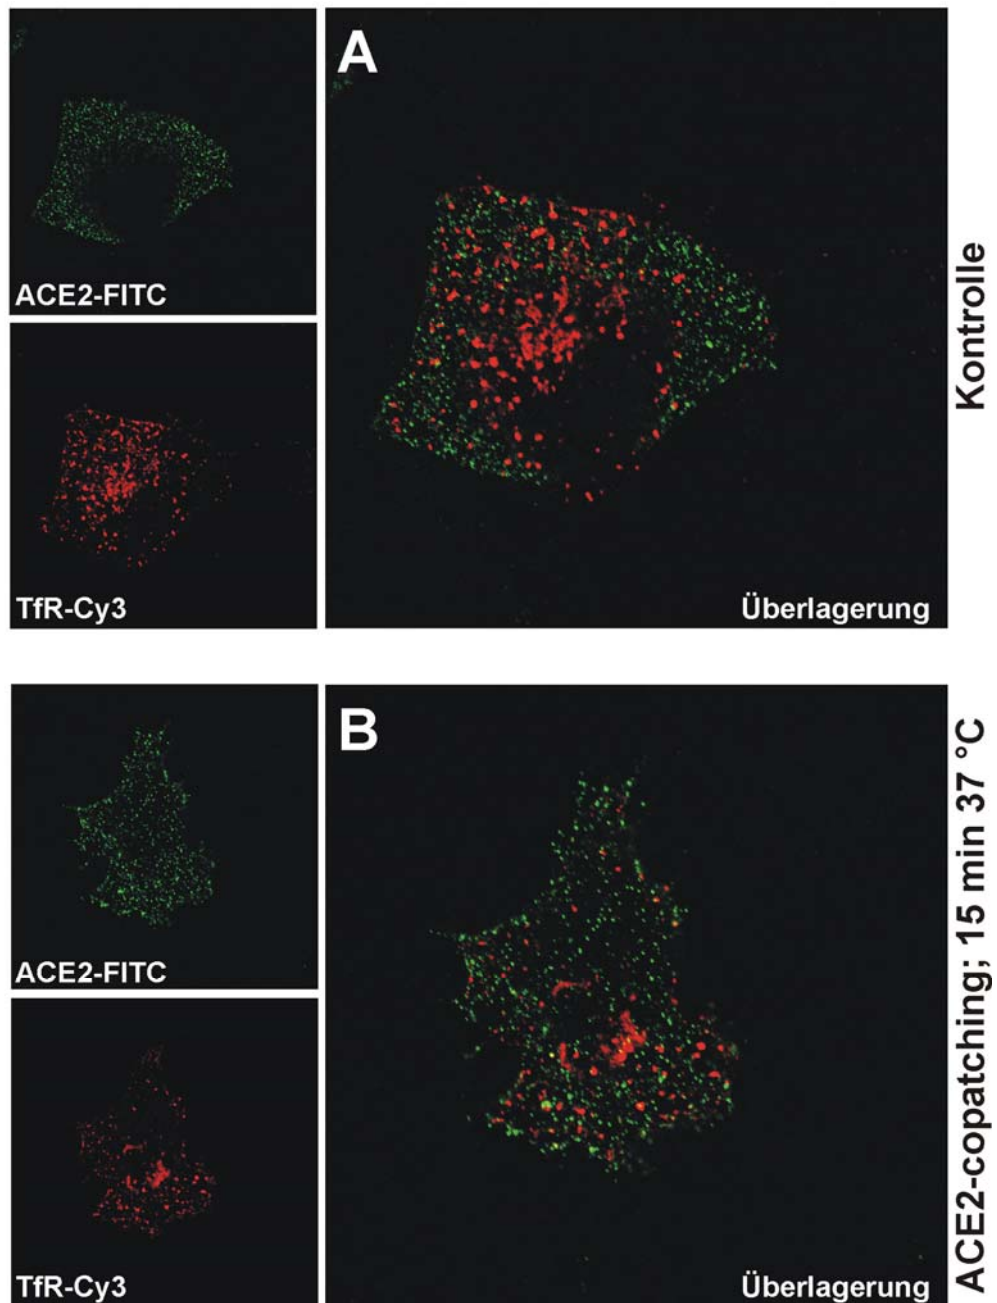 A
ACE2-FITC
TfR-Cy3
Überlagerung
Kontrolle
B
ACE2-FITC
TfR-Cy3
Überlagerung
ACE2-copatching; 15 min 37 °C